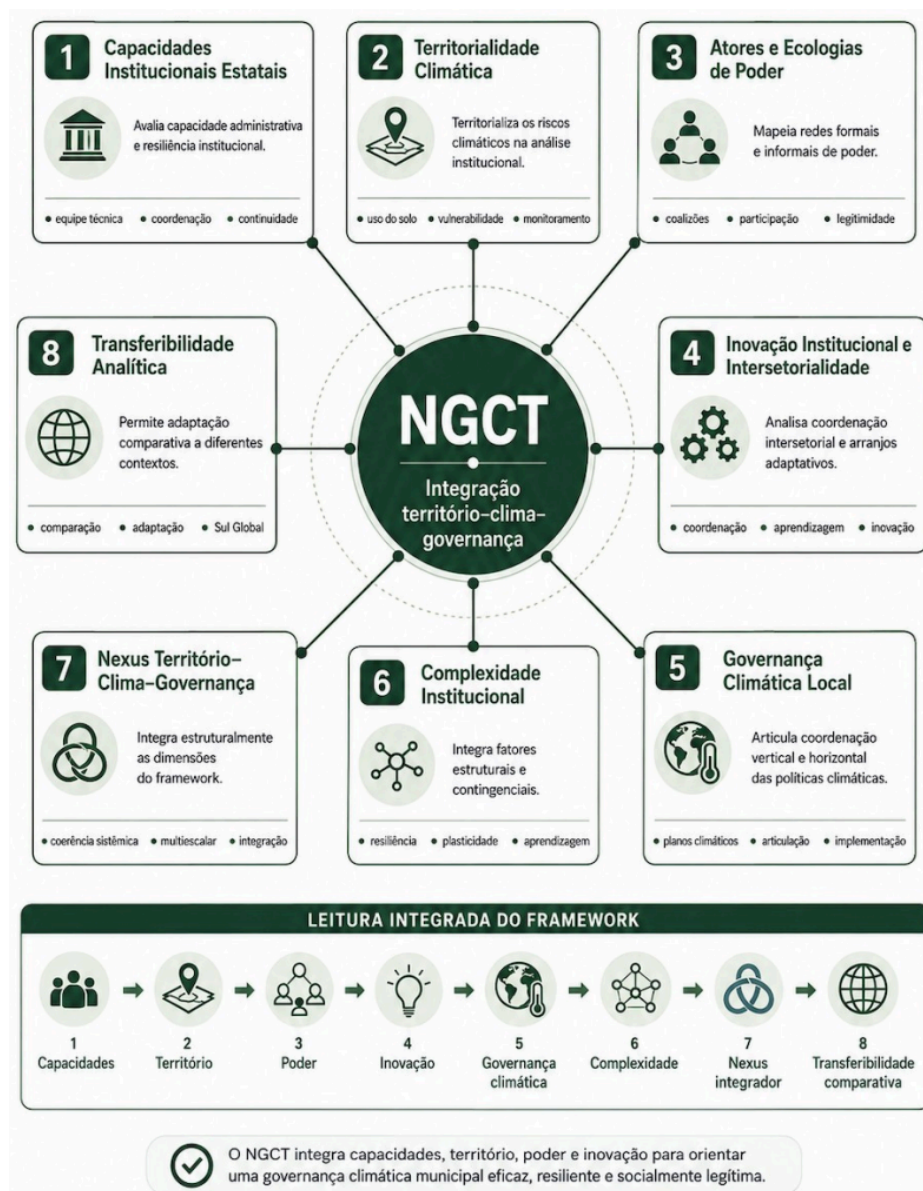 1
Capacidades
Institucionais Estatais
Avalia capacidade administrativa
e resiliência institucional.
• equipe técnica • coordenação • continuidade
2
Territorialidade
Climática
Territorializa os riscos
climáticos na análise
institucional.
• uso do solo • vulnerabilidade • monitoramento
3
Atores e Ecologias
de Poder
Mapeia redes formais
e informais de poder.
• coalizões • participação • legitimidade
8
Transferibilidade
Analítica
Permite adaptação
comparativa a diferentes
contextos.
• comparação • adaptação • Sul Global
NGCT
Integração
território–clima–
governança
4
Inovação Institucional e
Intersetorialidade
Analisa coordenação
intersetorial e arranjos
adaptativos.
• coordenação • aprendizagem • inovação
7
Nexus Território–
Clima–Governança
Integra estruturalmente
as dimensões
do framework.
• coerência sistêmica • multiescalar • integração
6
Complexidade
Institucional
Integra fatores
estruturais e
contingenciais.
• resiliência • plasticidade • aprendizagem
5
Governança
Climática Local
Articula coordenação
vertical e horizontal
das políticas climáticas.
• planos climáticos • articulação • implementação
LEITURA INTEGRADA DO FRAMEWORK
1
Capacidades
2
Território
3
Poder
4
Inovação
5
Governança
climática
6
Complexidade
7
Nexus
integrador
8
Transferibilidade
comparativa
O NGCT integra capacidades, território, poder e inovação para orientar
uma governança climática municipal eficaz, resiliente e socialmente legítima.